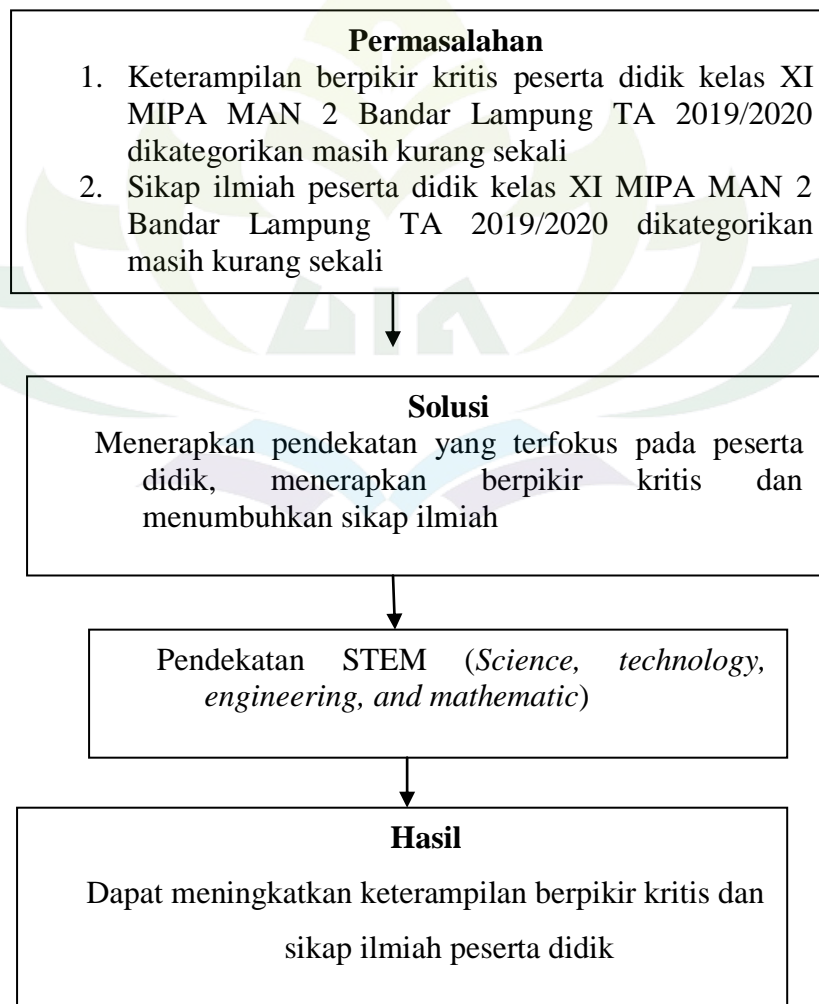 Permasalahan
1. Keterampilan berpikir kritis peserta didik kelas XI
MIPA MAN 2 Bandar Lampung TA 2019/2020
dikategorikan masih kurang sekali
2. Sikap ilmiah peserta didik kelas XI MIPA MAN 2
Bandar Lampung TA 2019/2020 dikategorikan
masih kurang sekali
Solusi
Menerapkan pendekatan yang terfokus pada peserta
didik, menerapkan berpikir kritis dan
menumbuhkan sikap ilmiah
Pendekatan STEM (Science, technology,
engineering, and mathematic)
Hasil
Dapat meningkatkan keterampilan berpikir kritis dan
sikap ilmiah peserta didik